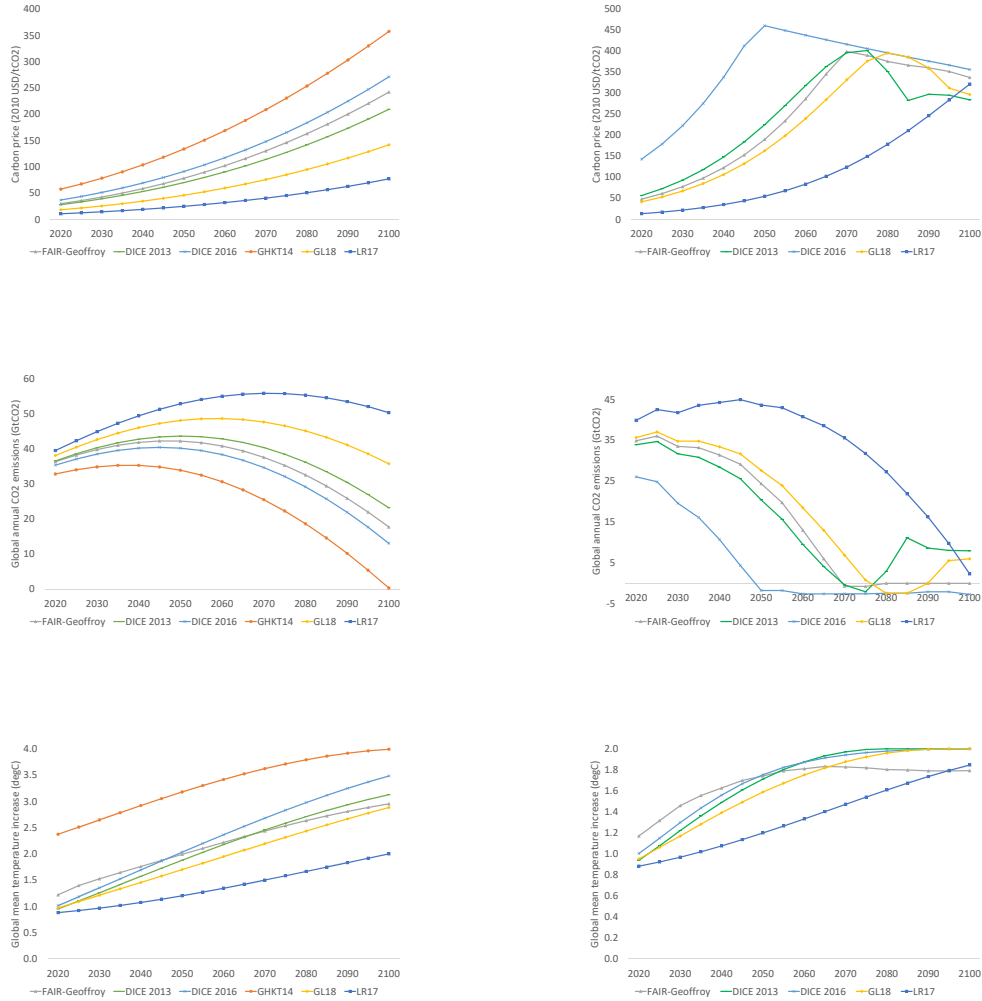 400
350
300
250
200
150
100
50
0
Carbon price (2010 USD/tCO2)
2020 2030 2040 2050 2060 2070 2080 2090 2100
FAIR-Geoffroy DICE 2013 DICE 2016 GHKT14 GL18 LR17
500
450
400
350
300
250
200
150
100
50
0
Carbon price (2010 USD/tCO2)
2020 2030 2040 2050 2060 2070 2080 2090 2100
FAIR-Geoffroy DICE 2013 DICE 2016 GL18 LR17
60
50
40
30
20
10
0
Global annual CO2 emissions (GtCO2)
2020 2030 2040 2050 2060 2070 2080 2090 2100
FAIR-Geoffroy DICE 2013 DICE 2016 GHKT14 GL18 LR17
45
35
25
15
5
-5
Global annual CO2 emissions (GtCO2)
2020 2030 2040 2050 2060 2070 2080 2090 2100
FAIR-Geoffroy DICE 2013 DICE 2016 GL18 LR17
4.0
3.5
3.0
2.5
2.0
1.5
1.0
0.5
0.0
Global mean temperature increase (degC)
2020 2030 2040 2050 2060 2070 2080 2090 2100
FAIR-Geoffroy DICE 2013 DICE 2016 GHKT14 GL18 LR17
2.0
1.8
1.6
1.4
1.2
1.0
0.8
0.6
0.4
0.2
0.0
Global mean temperature increase (degC)
2020 2030 2040 2050 2060 2070 2080 2090 2100
FAIR-Geoffroy DICE 2013 DICE 2016 GL18 LR17